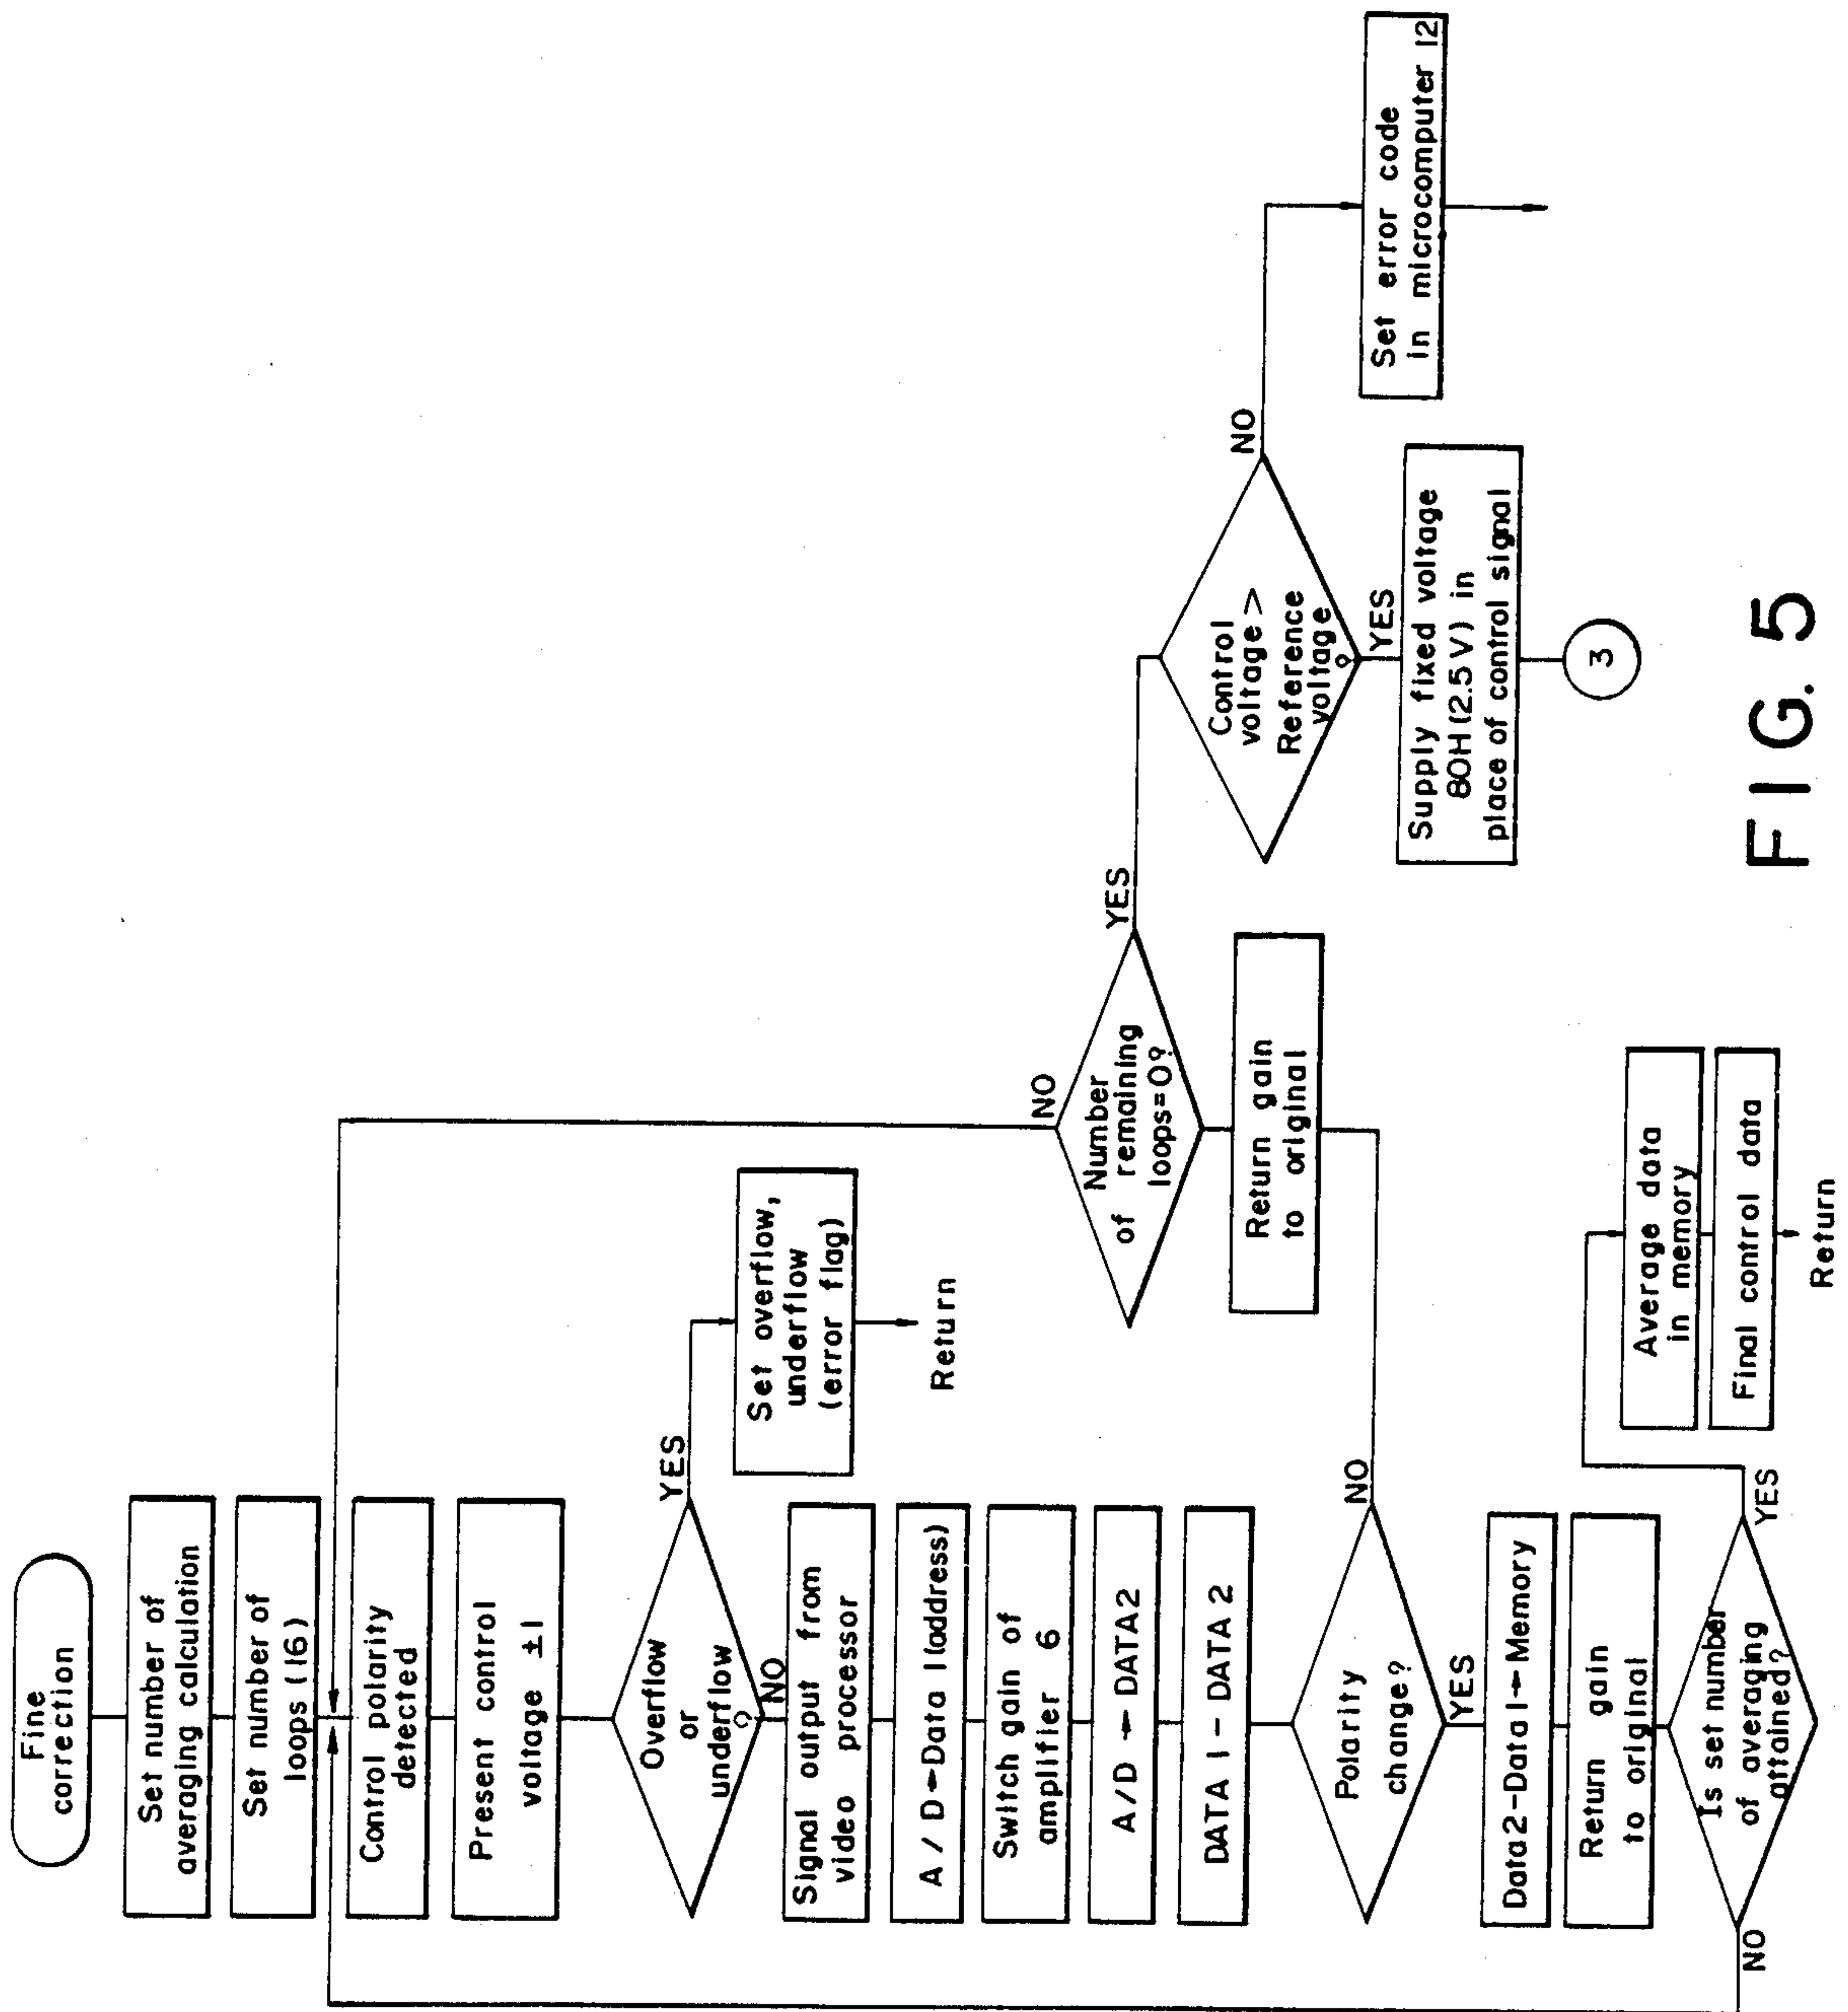 Fine
correction
Set number of
averaging calculation
Set number of
loops (16)
Control polarity
detected
Present control
voltage ±1
Overflow
or
underflow
?
YES
Set overflow,
underflow
(error flag)
Return
NO
Signal output from
video processor
A/D←Data 1(address)
Switch gain of
amplifier 6
A/D ← DATA2
DATA 1 - DATA 2
Polarity
change?
NO
Return gain
to original
Number
of remaining
loops=0?
NO
YES
Control
voltage >
Reference
voltage
?
NO
Set error code
in microcomputer 12
YES
Supply fixed voltage
80H (2.5V) in
place of control signal
3
YES
Data2-Data1←Memory
Return gain
to original
Is set number
of averaging
attained?
NO
YES
Average data
in memory
Final control data
Return
FIG. 5